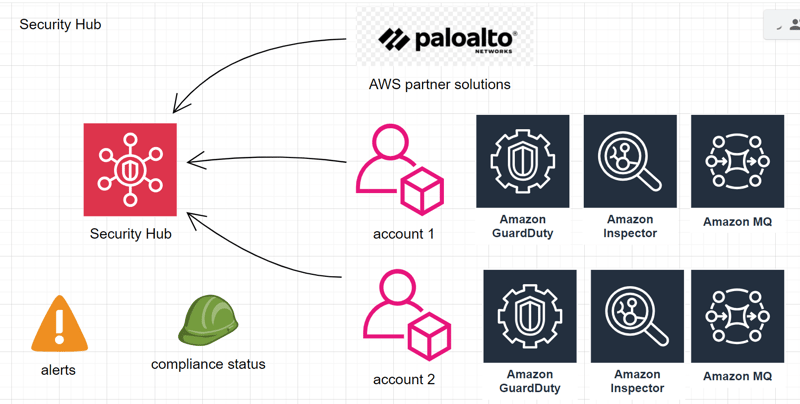 Security Hub
paloalto
NETWORKS
AWS partner solutions
Security Hub
account 1
Amazon
GuardDuty
Amazon
Inspector
Amazon MQ
alerts
compliance status
account 2
Amazon
GuardDuty
Amazon
Inspector
Amazon MQ